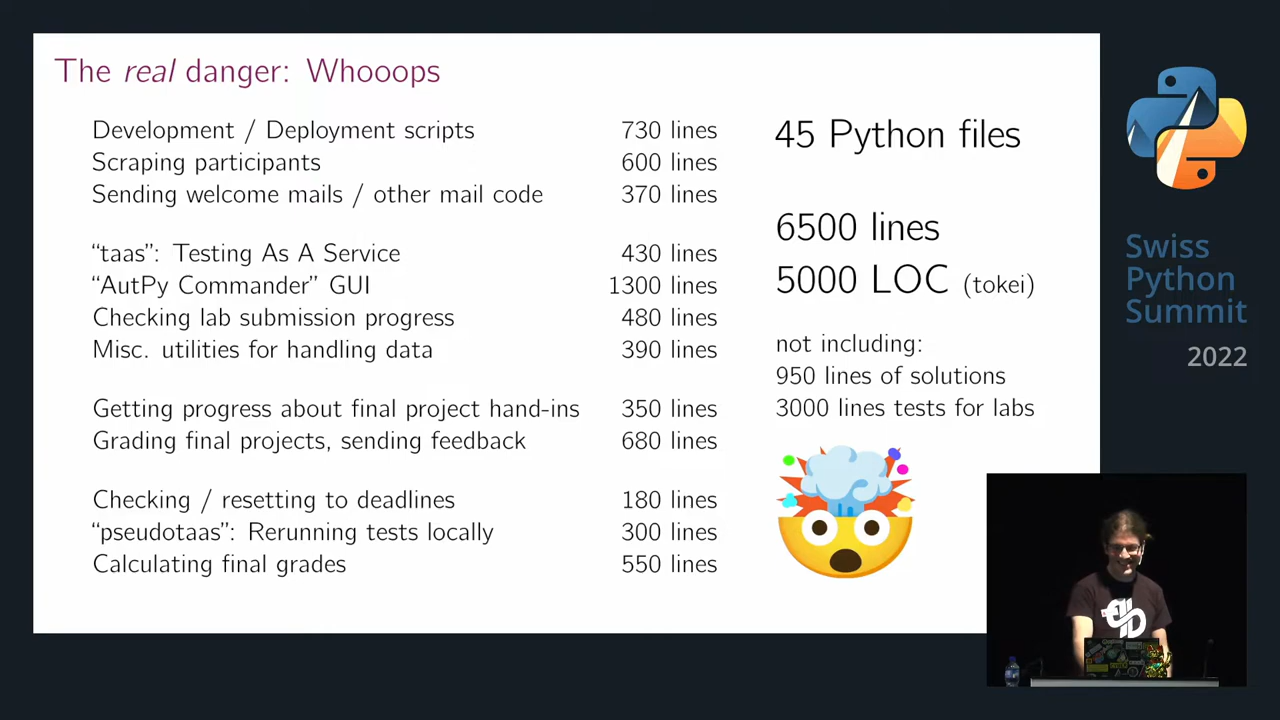 The real danger: Whooops
Development / Deployment scripts 730 lines
Scraping participants 600 lines
Sending welcome mails / other mail code 370 lines
“taas”: Testing As A Service 430 lines
“AutPy Commander” GUI 1300 lines
Checking lab submission progress 480 lines
Misc. utilities for handling data 390 lines
Getting progress about final project hand-ins 350 lines
Grading final projects, sending feedback 680 lines
Checking / resetting to deadlines 180 lines
“pseudotaas”: Rerunning tests locally 300 lines
Calculating final grades 550 lines
45 Python files
6500 lines
5000 LOC (tokei)
not including:
950 lines of solutions
3000 lines tests for labs
Swiss
Python
Summit
2022